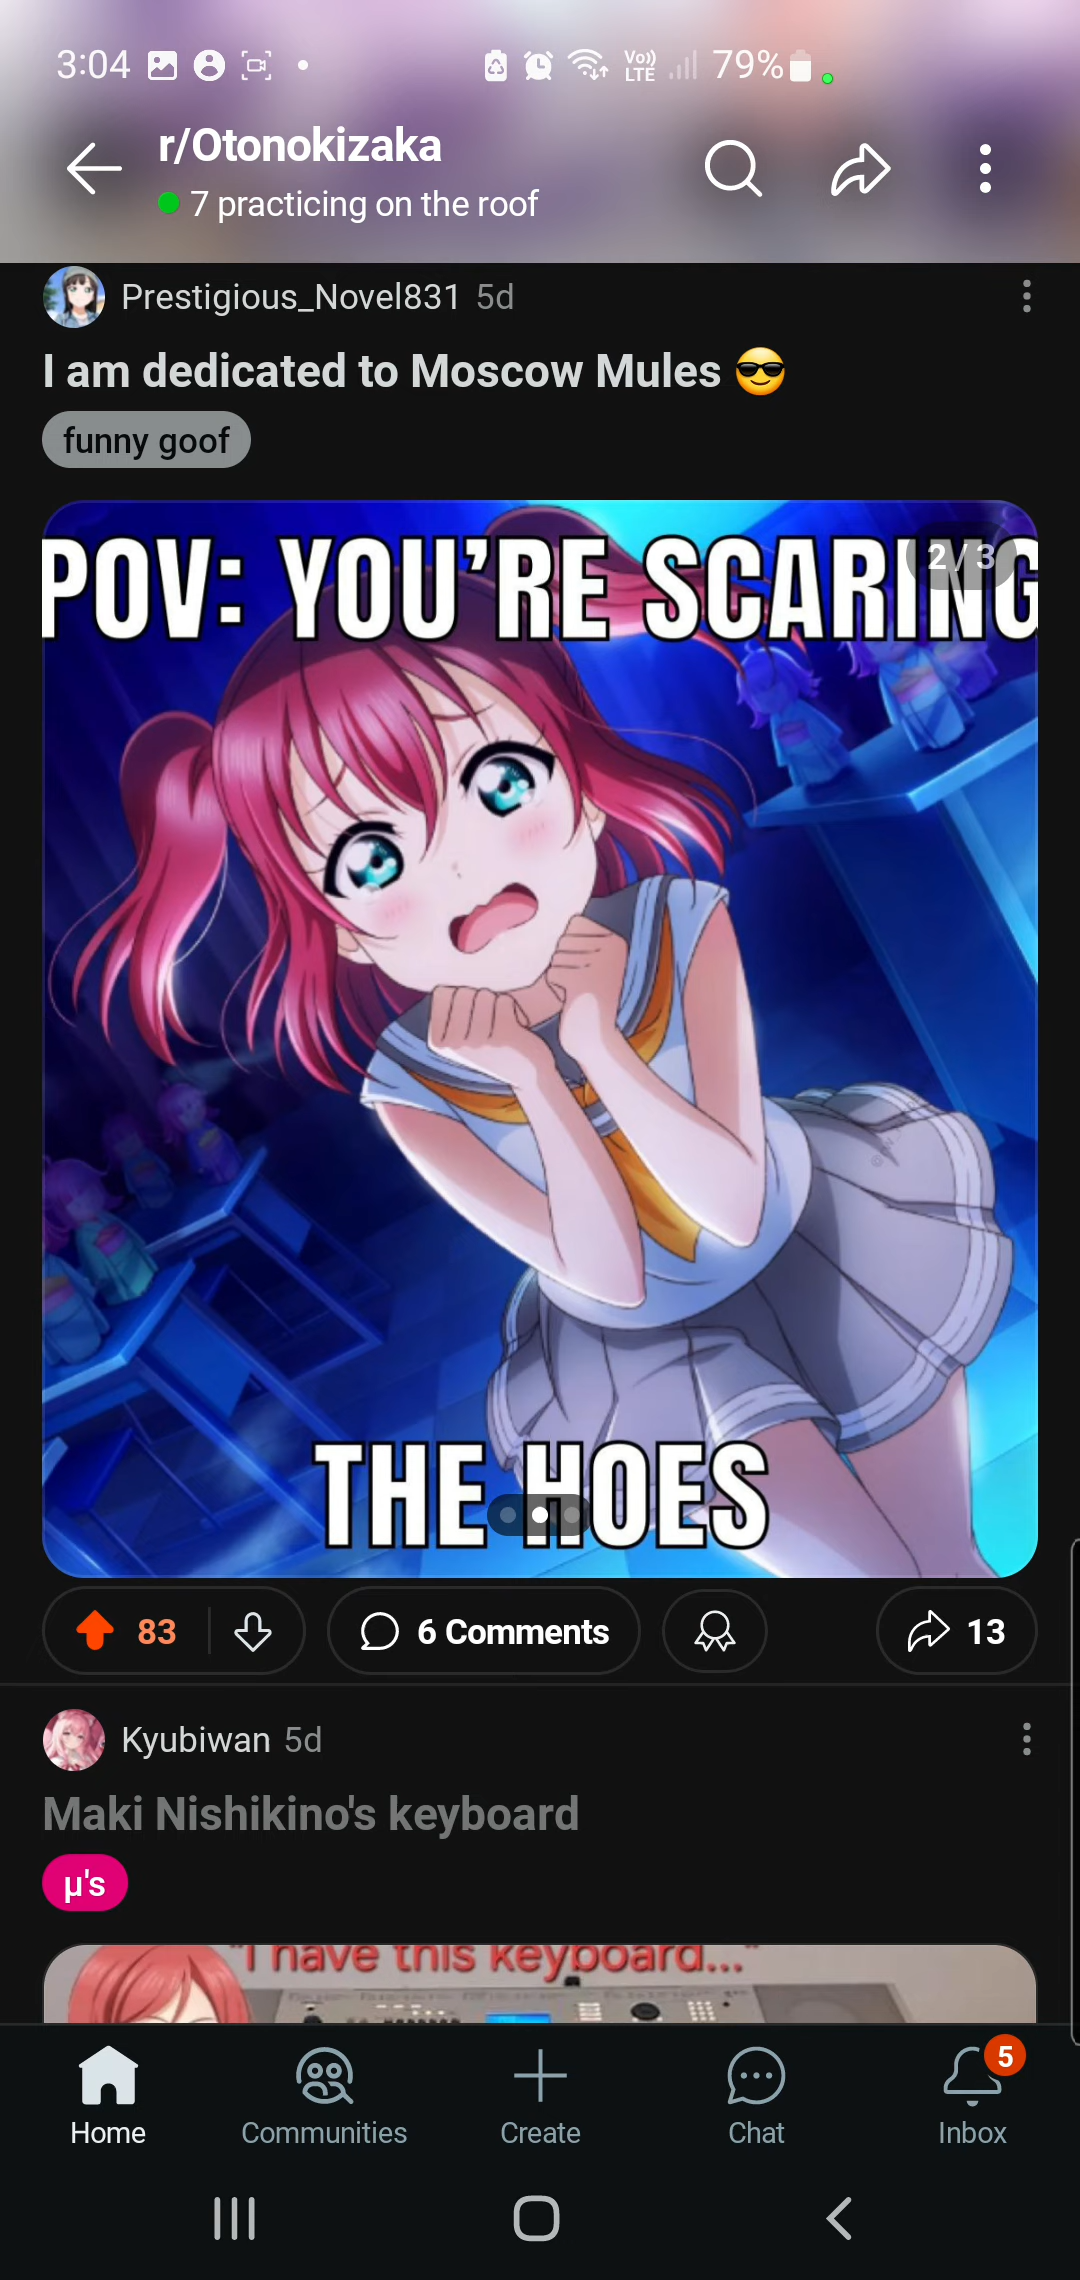 3:04
Vo))
LTE
79%
r/Otonokizaka
7 practicing on the roof
Prestigious_Novel831 5d
I am dedicated to Moscow Mules 😎
funny goof
POV: YOU'RE SCARING
2/3
THE HOES
83
6 Comments
13
Kyubiwan 5d
Maki Nishikino's keyboard
μ's
"I have this keyboard..."
Home
Communities
Create
Chat
5
Inbox